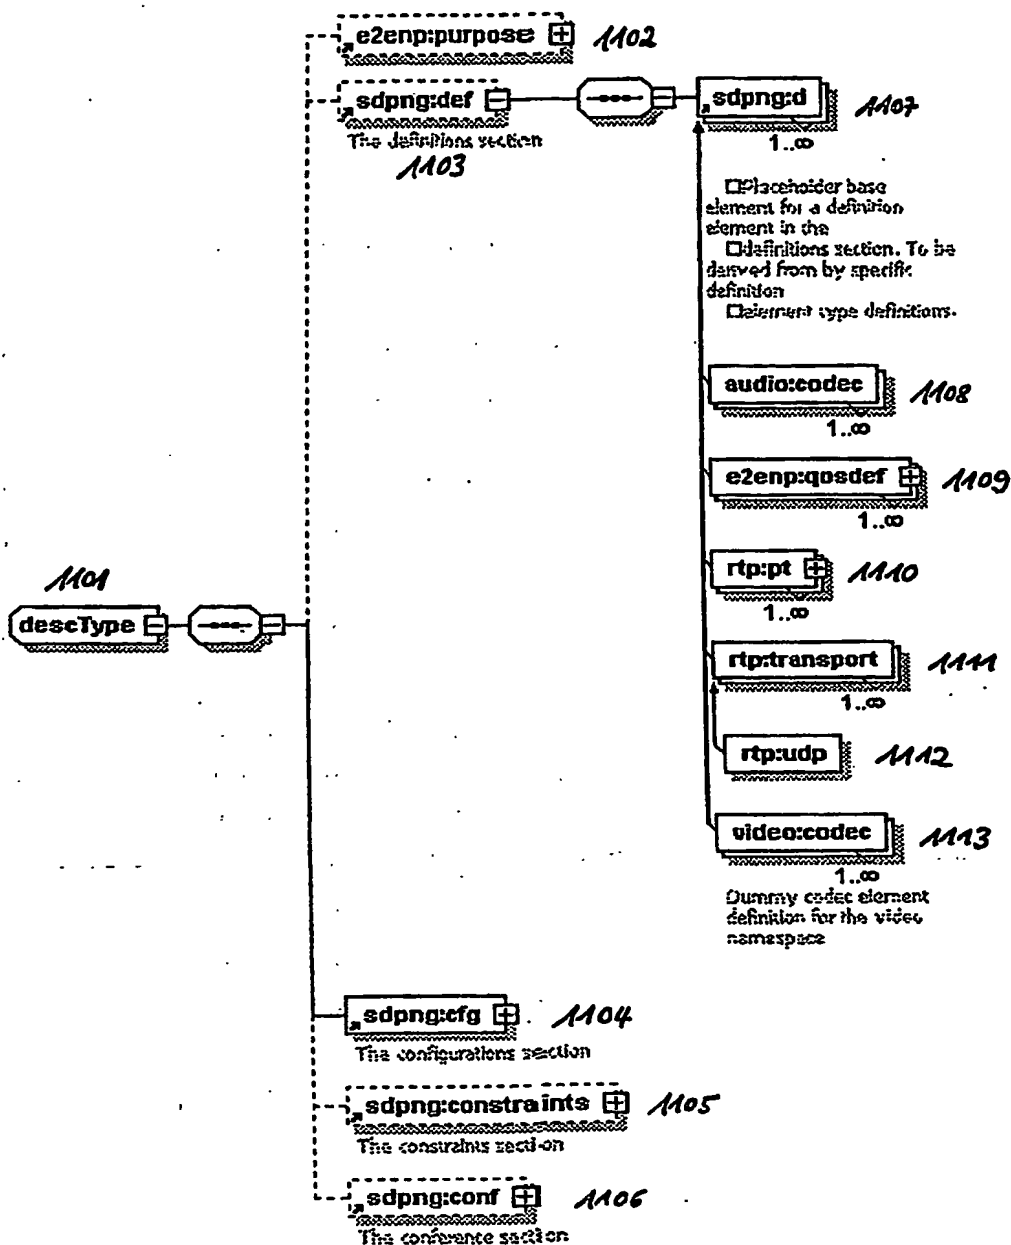 e2enp:purpose 1102
sdpng:def
The definitions section
1103
sdpng:d 1107
1..∞
Placeholder base
element for a definition
element in the
definitions section. To be
derived from by specific
definition
element type definitions.
audio:codec 1108
1..∞
e2enp:qosdef 1109
1..∞
rtp:pt 1110
1..∞
1101
descType
rtp:transport 1111
1..∞
rtp:udp 1112
video:codec 1113
1..∞
Dummy codec element
definition for the video
namespace
sdpng:cfg 1104
The configurations section
sdpng:constraints 1105
The constraints section
sdpng:conf 1106
The conference section